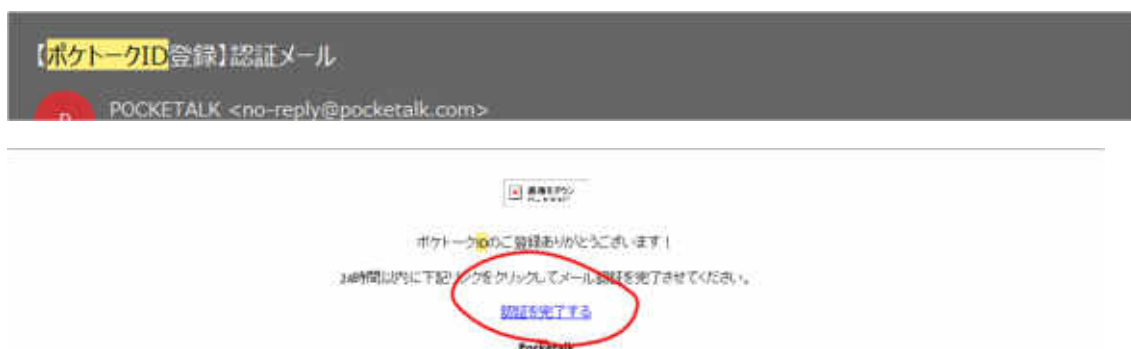 【ポケトークID登録】認証メール
POCKETALK <no-reply@pocketalk.com>
ポケトークIDのご登録ありがとうございます！
24時間以内に下記リンクをクリックしてメール認証を完了させてください。
認証を完了する
Pocketalk